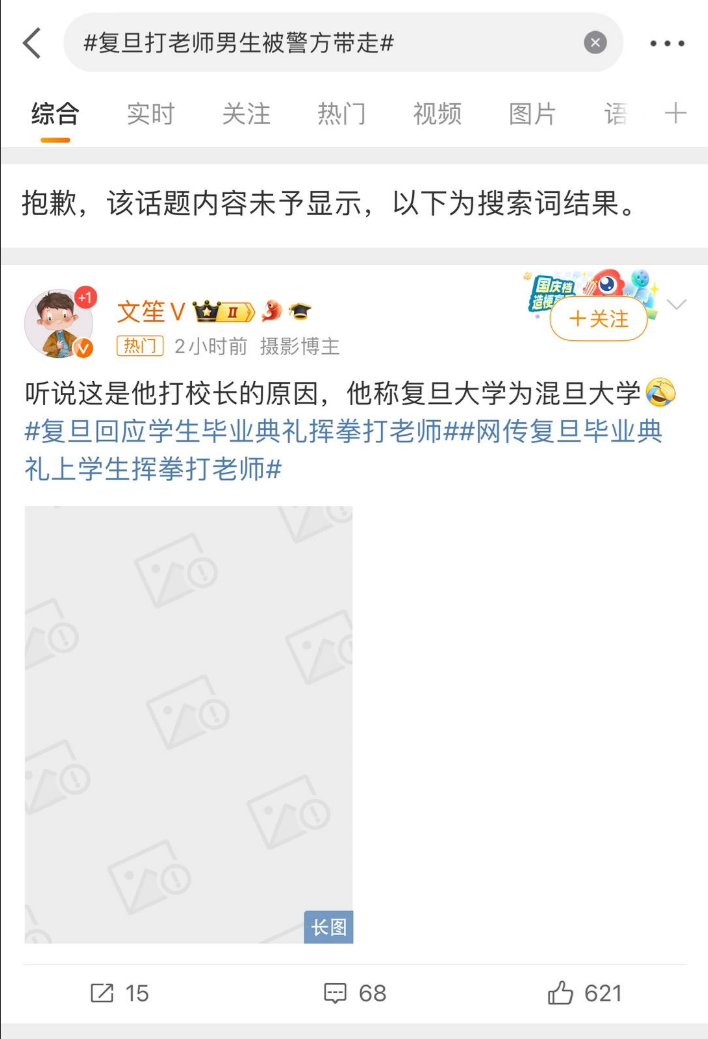 #复旦打老师男生被警方带走#
综合 实时 关注 热门 视频 图片 语
抱歉，该话题内容未予显示，以下为搜索词结果。
+1
文笙V II
国庆档
热门 2小时前 摄影博主
+关注
听说这是他打校长的原因，他称复旦大学为混旦大学
#复旦回应学生毕业典礼挥拳打老师##网传复旦毕业典
礼上学生挥拳打老师#
长图
15 68 621